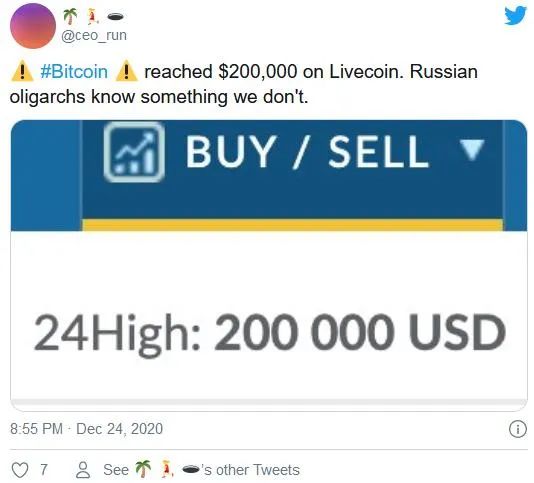 🌴 💃 🕳️
@ceo_run
⚠️ #Bitcoin ⚠️ reached $200,000 on Livecoin. Russian
oligarchs know something we don't.
BUY / SELL ▼
24High: 200 000 USD
8:55 PM · Dec 24, 2020
7 See 🌴 💃 🕳️'s other Tweets